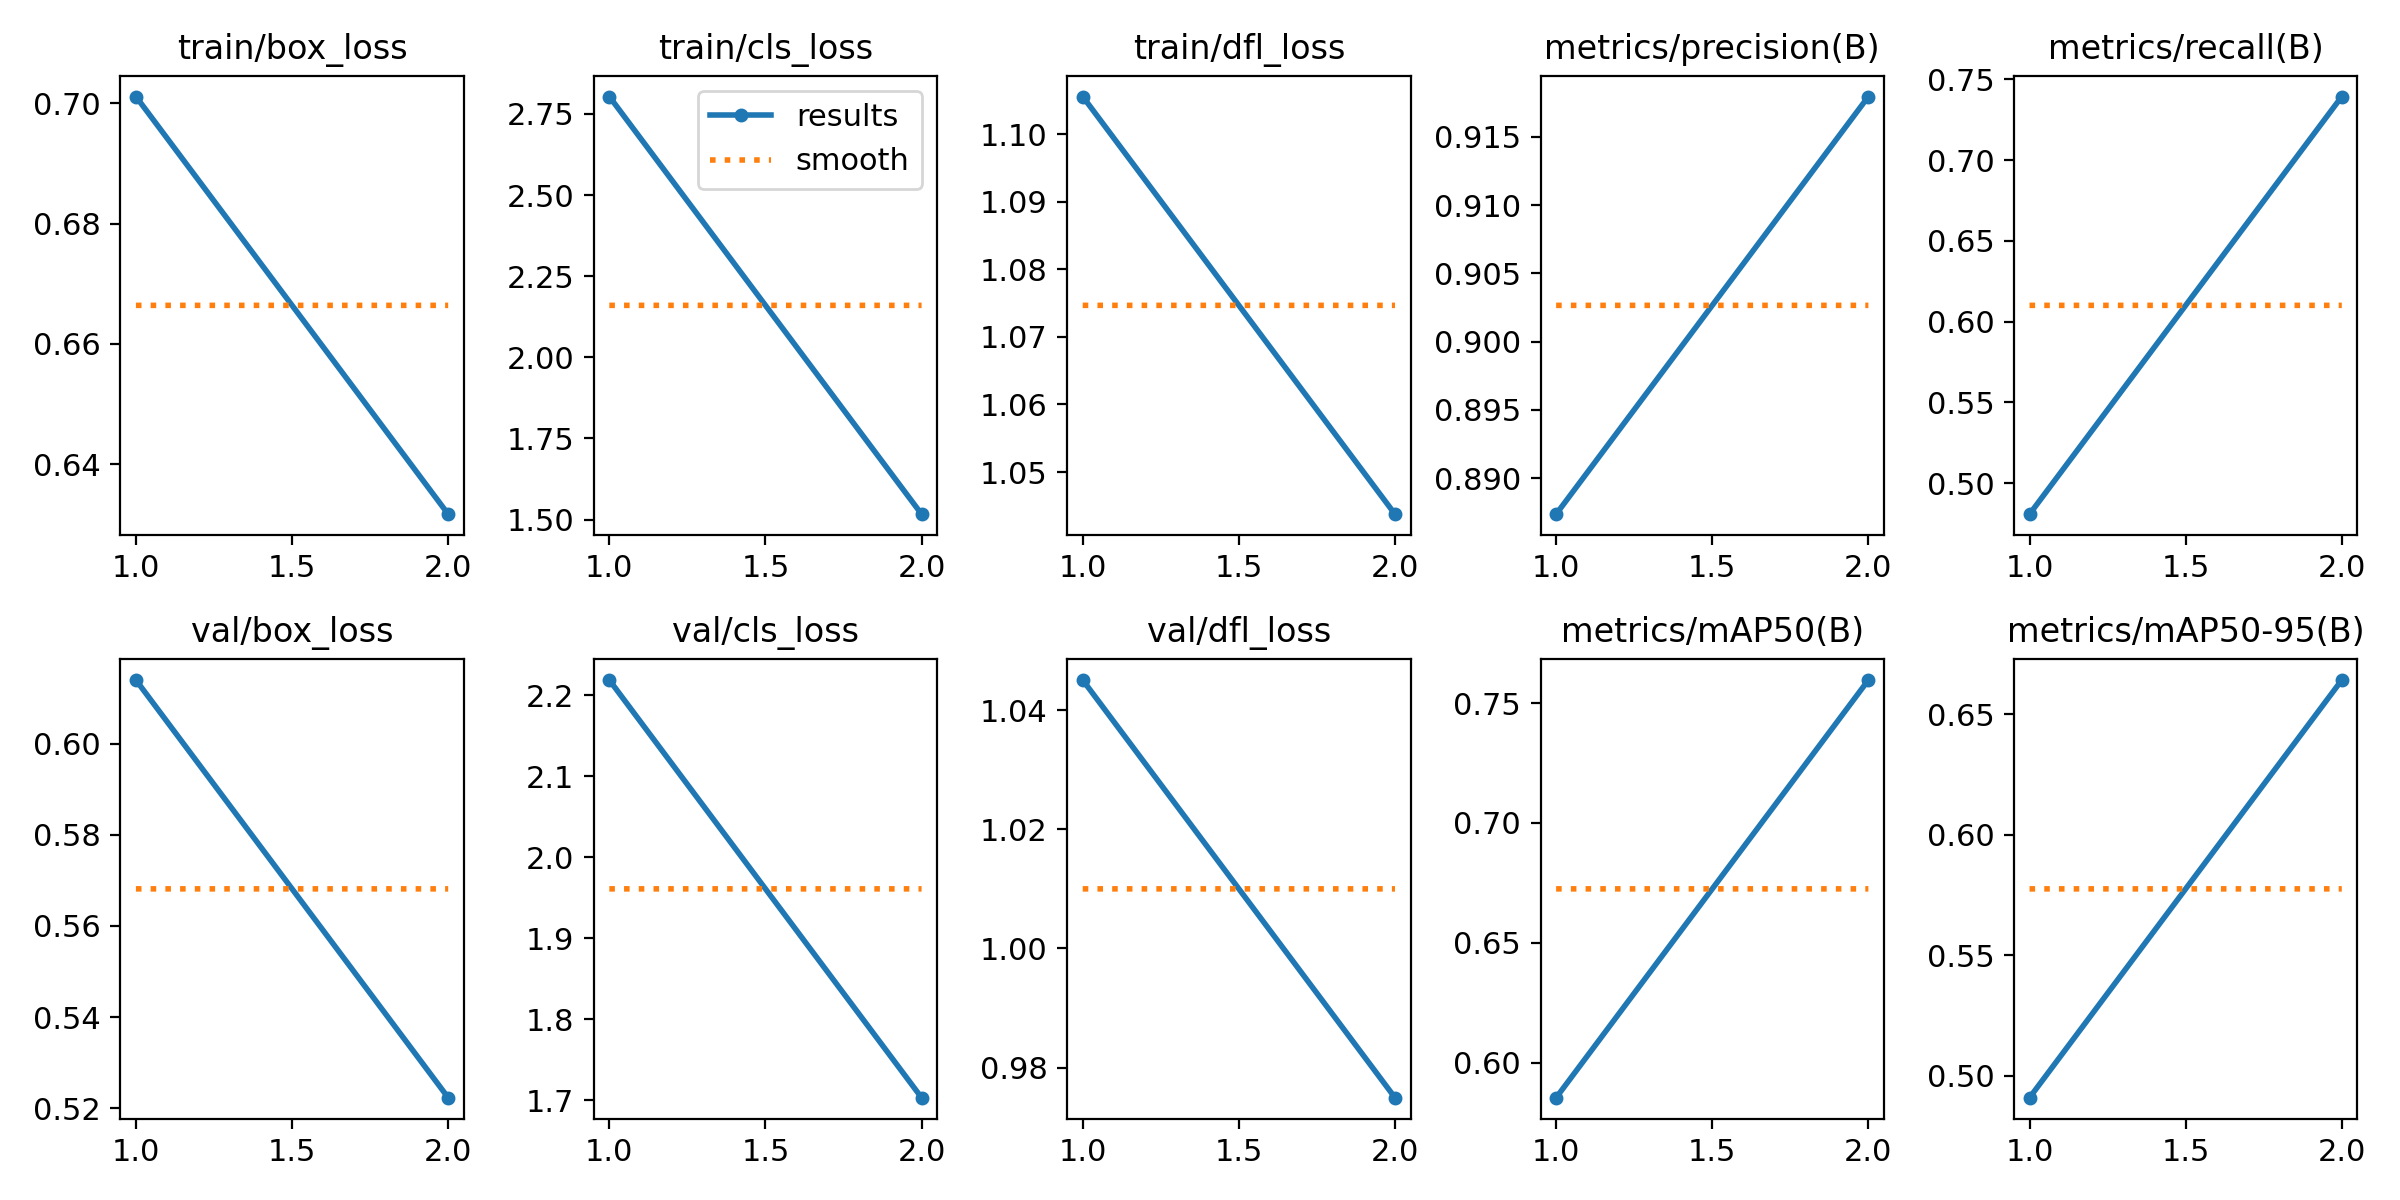 train/box_loss
0.70
0.68
0.66
0.64
1.0 1.5 2.0
train/cls_loss
results
smooth
2.75
2.50
2.25
2.00
1.75
1.50
1.0 1.5 2.0
train/dfl_loss
1.10
1.09
1.08
1.07
1.06
1.05
1.0 1.5 2.0
metrics/precision(B)
0.915
0.910
0.905
0.900
0.895
0.890
1.0 1.5 2.0
metrics/recall(B)
0.75
0.70
0.65
0.60
0.55
0.50
1.0 1.5 2.0
val/box_loss
0.60
0.58
0.56
0.54
0.52
1.0 1.5 2.0
val/cls_loss
2.2
2.1
2.0
1.9
1.8
1.7
1.0 1.5 2.0
val/dfl_loss
1.04
1.02
1.00
0.98
1.0 1.5 2.0
metrics/mAP50(B)
0.75
0.70
0.65
0.60
1.0 1.5 2.0
metrics/mAP50-95(B)
0.65
0.60
0.55
0.50
1.0 1.5 2.0